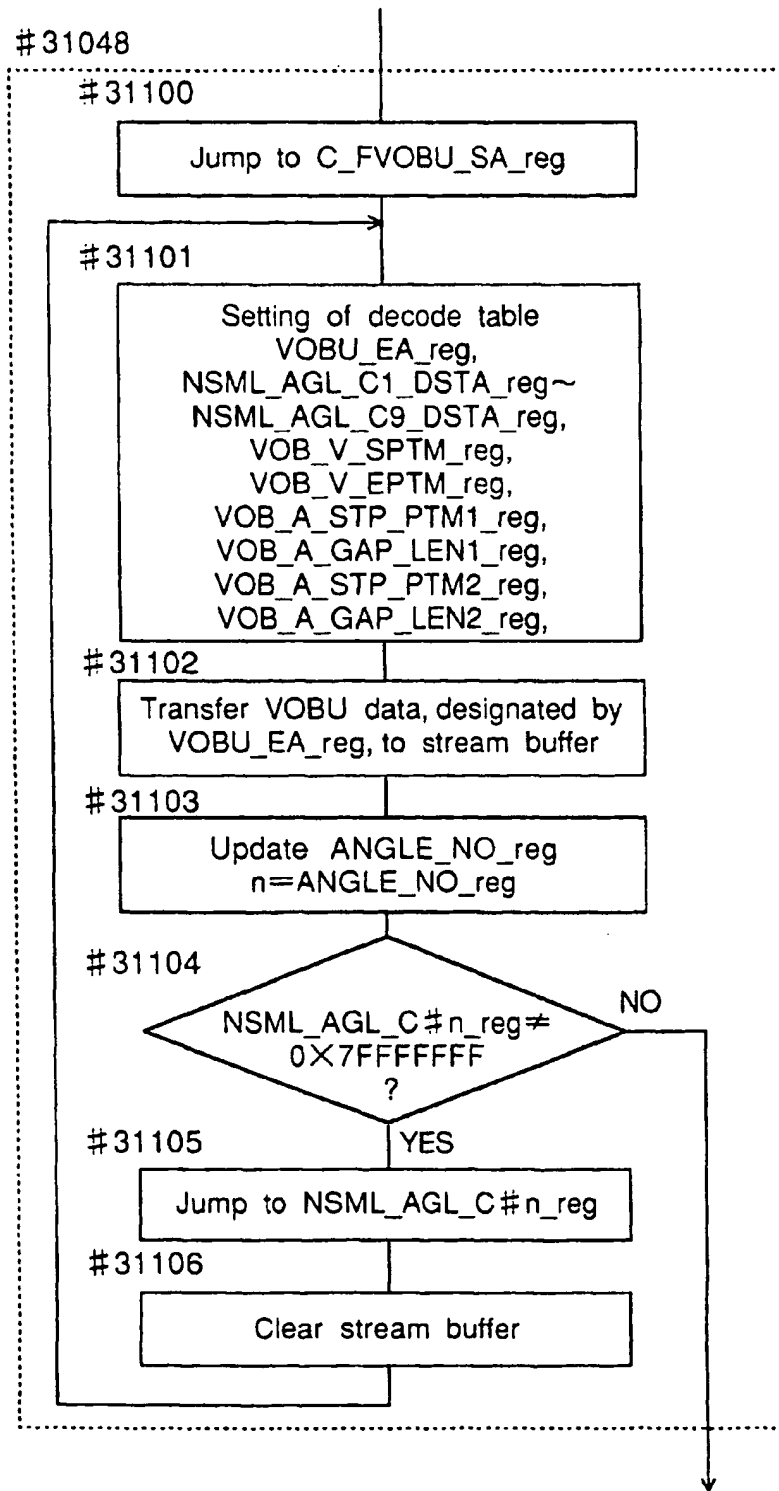 #31048
#31100
Jump to C_FVOBU_SA_reg
#31101
Setting of decode table
VOBU_EA_reg,
NSML_AGL_C1_DSTA_reg~
NSML_AGL_C9_DSTA_reg,
VOB_V_SPTM_reg,
VOB_V_EPTM_reg,
VOB_A_STP_PTM1_reg,
VOB_A_GAP_LEN1_reg,
VOB_A_STP_PTM2_reg,
VOB_A_GAP_LEN2_reg,
#31102
Transfer VOBU data, designated by
VOBU_EA_reg, to stream buffer
#31103
Update ANGLE_NO_reg
n=ANGLE_NO_reg
#31104
NSML_AGL_C#n_reg≠
0X7FFFFFFF
?
NO
#31105
YES
Jump to NSML_AGL_C#n_reg
#31106
Clear stream buffer